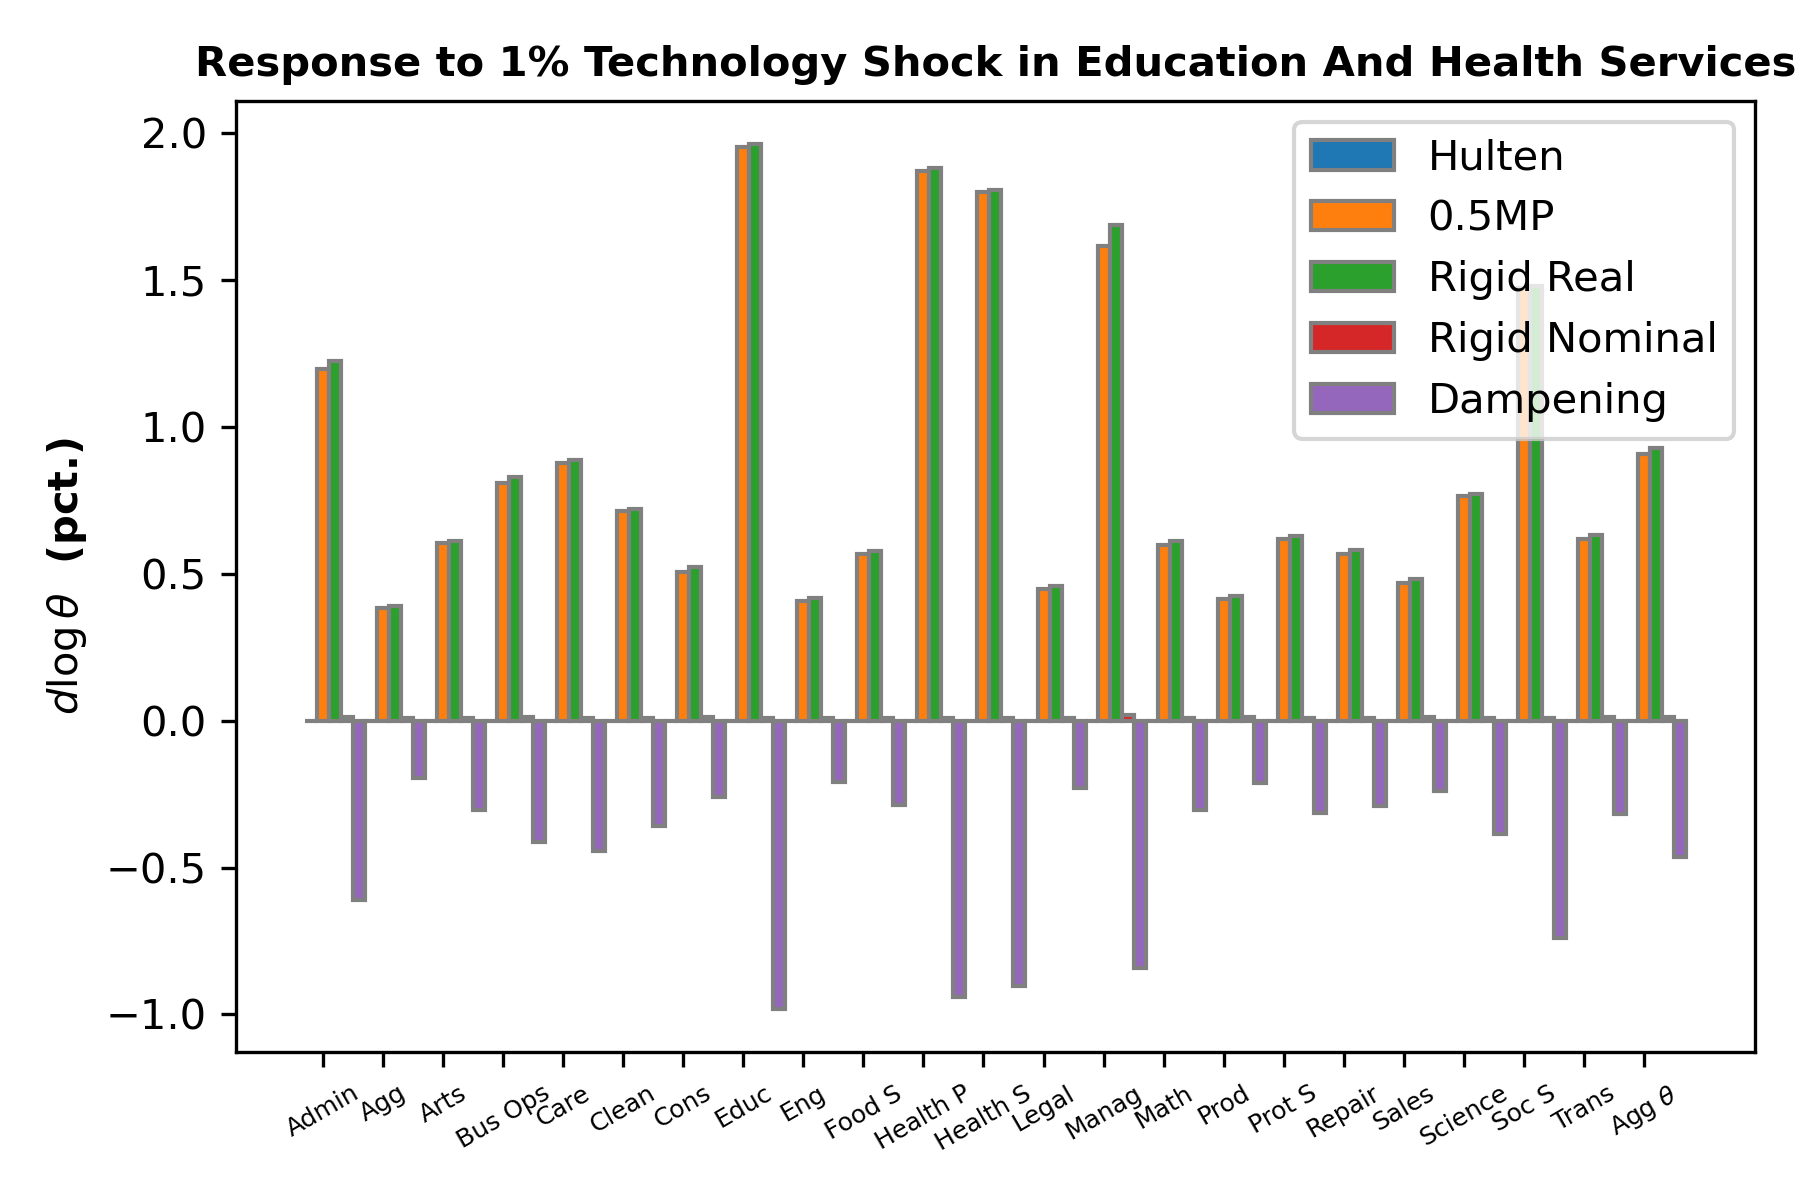 Response to 1% Technology Shock in Education And Health Services
d log θ (pct.)
2.0
1.5
1.0
0.5
0.0
−0.5
−1.0
Hulten
0.5MP
Rigid Real
Rigid Nominal
Dampening
Admin
Agg
Arts
Bus Ops
Care
Clean
Cons
Educ
Eng
Food S
Health P
Health S
Legal
Manag
Math
Prod
Prot S
Repair
Sales
Science
Soc S
Trans
Agg θ